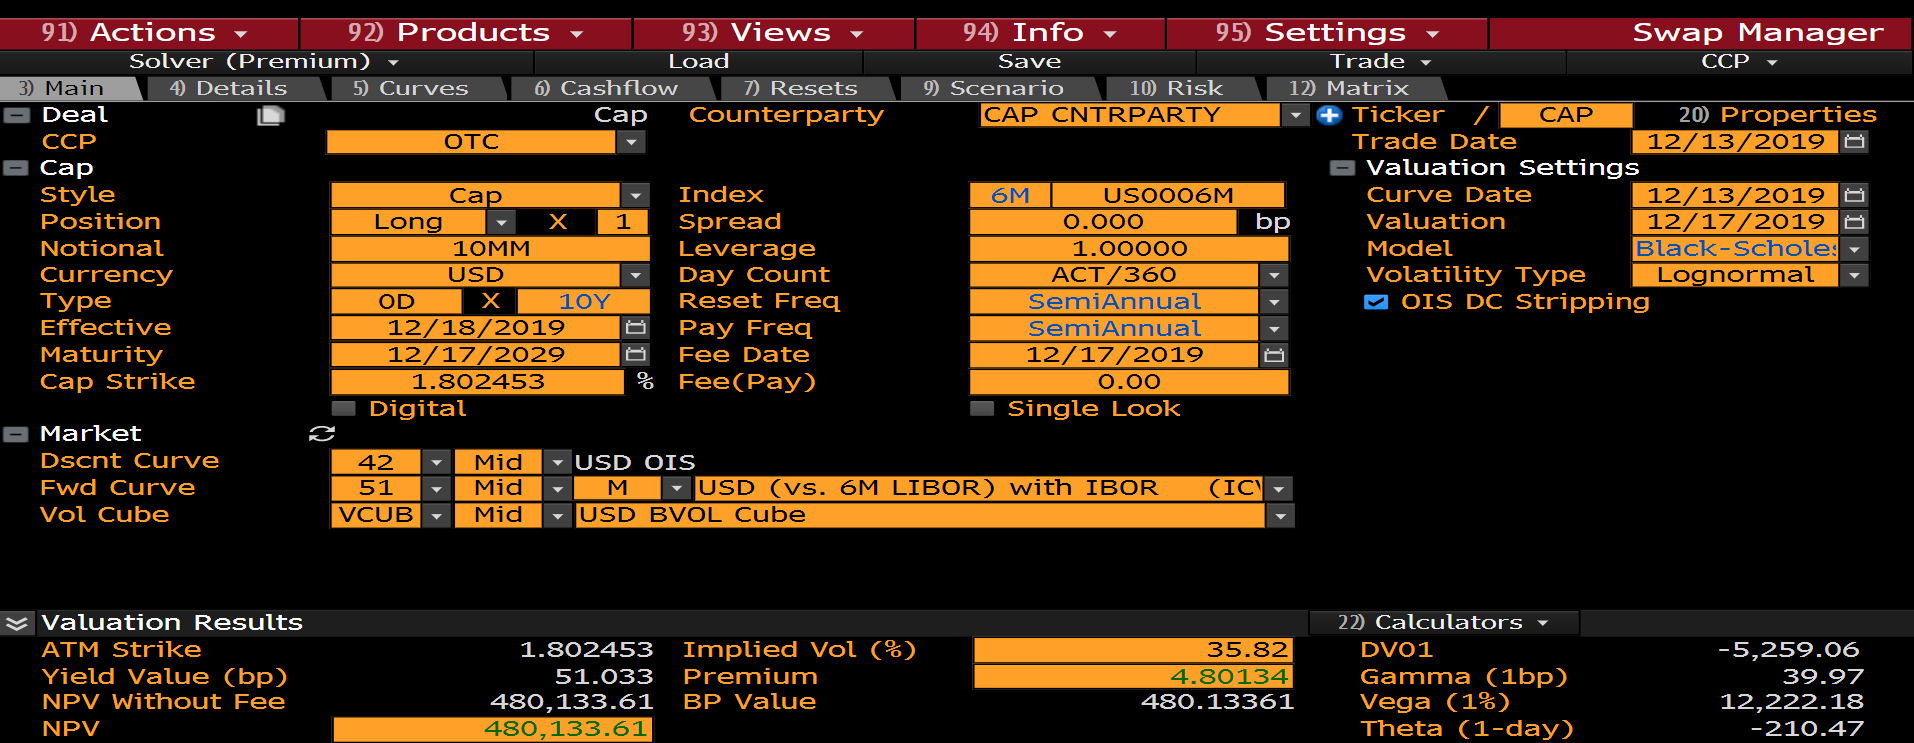 91) Actions 92) Products 93) Views 94) Info 95) Settings Swap Manager
Solver (Premium) Load Save Trade CCP
3) Main 4) Details 5) Curves 6) Cashflow 7) Resets 9) Scenario 10) Risk 12) Matrix
Deal Cap Counterparty CAP CNTRPARTY Ticker / CAP 20) Properties
CCP OTC Trade Date 12/13/2019
Cap Valuation Settings
Style Cap Index 6M US0006M Curve Date 12/13/2019
Position Long X 1 Spread 0.000 bp Valuation 12/17/2019
Notional 10MM Leverage 1.00000 Model Black-Scholes
Currency USD Day Count ACT/360 Volatility Type Lognormal
Type 0D X 10Y Reset Freq SemiAnnual OIS DC Stripping
Effective 12/18/2019 Pay Freq SemiAnnual
Maturity 12/17/2029 Fee Date 12/17/2019
Cap Strike 1.802453 % Fee(Pay) 0.00
Digital Single Look
Market
Dscnt Curve 42 Mid USD OIS
Fwd Curve 51 Mid M USD (vs. 6M LIBOR) with IBOR (ICV
Vol Cube VCUB Mid USD BVOL Cube
Valuation Results 22) Calculators
ATM Strike 1.802453 Implied Vol (%) 35.82 DV01 -5,259.06
Yield Value (bp) 51.033 Premium 4.80134 Gamma (1bp) 39.97
NPV Without Fee 480,133.61 BP Value 480.13361 Vega (1%) 12,222.18
NPV 480,133.61 Theta (1-day) -210.47